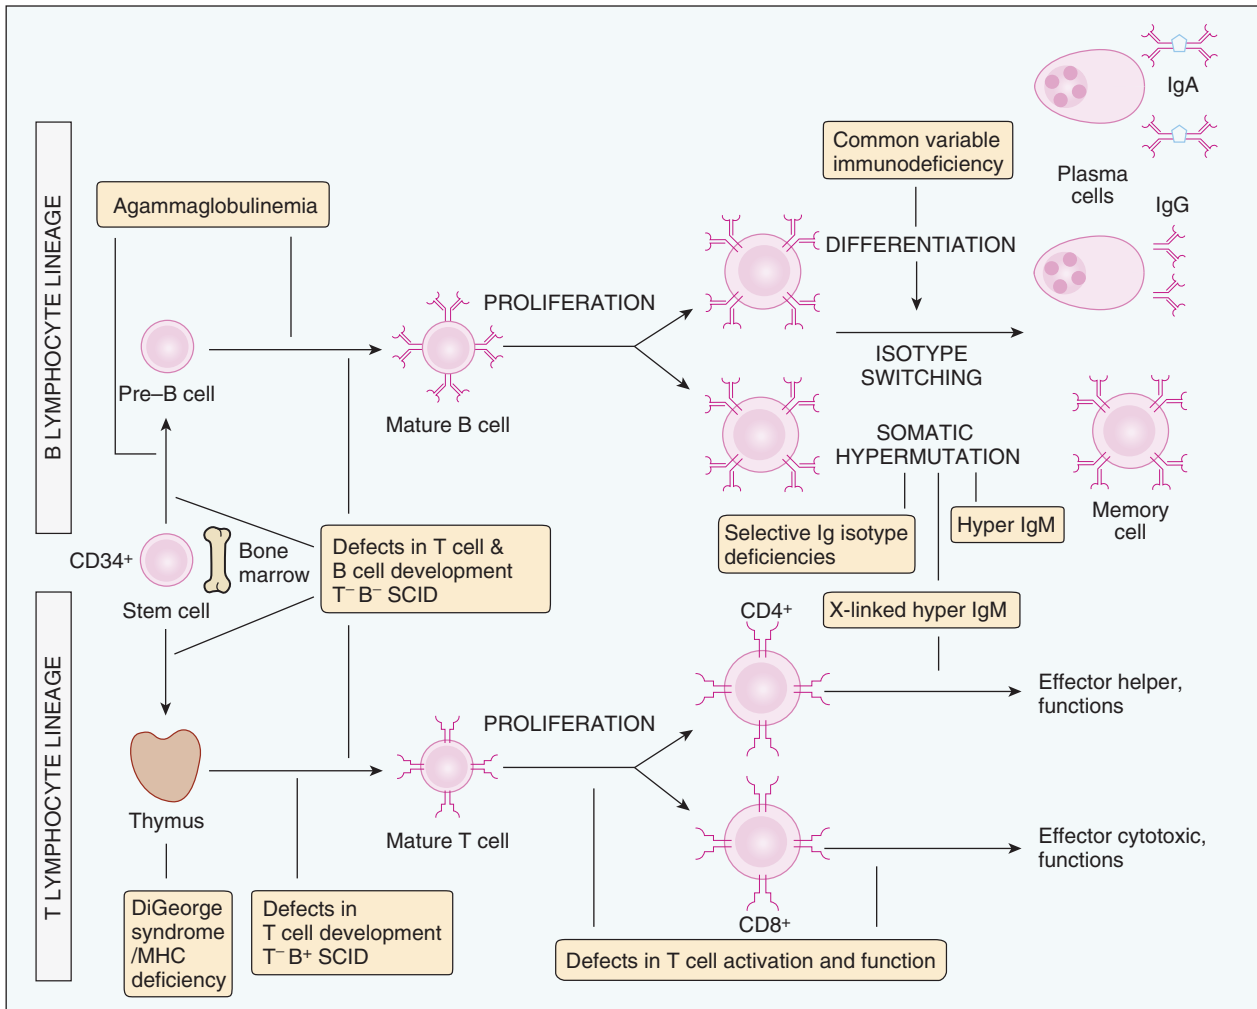 B LYMPHOCYTE LINEAGE
Agammaglobulinemia
Pre–B cell
PROLIFERATION
Mature B cell
Common variable
immunodeficiency
DIFFERENTIATION
ISOTYPE
SWITCHING
SOMATIC
HYPERMUTATION
IgA
Plasma
cells
IgG
Memory
cell
Selective Ig isotype
deficiencies
Hyper IgM
X-linked hyper IgM
CD34+
Bone
marrow
Stem cell
Defects in T cell &
B cell development
T– B– SCID
T LYMPHOCYTE LINEAGE
Thymus
PROLIFERATION
Mature T cell
CD4+
Effector helper,
functions
CD8+
Effector cytotoxic,
functions
DiGeorge
syndrome
/MHC
deficiency
Defects in
T cell development
T– B+ SCID
Defects in T cell activation and function